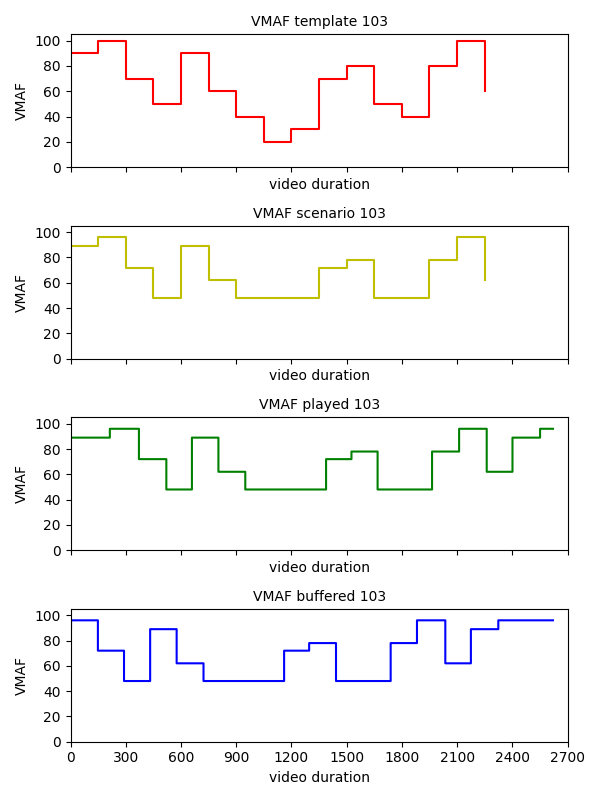 VMAF template 103
100
80
60
40
20
0
VMAF
video duration
VMAF scenario 103
100
80
60
40
20
0
VMAF
video duration
VMAF played 103
100
80
60
40
20
0
VMAF
video duration
VMAF buffered 103
100
80
60
40
20
0
VMAF
0 300 600 900 1200 1500 1800 2100 2400 2700
video duration